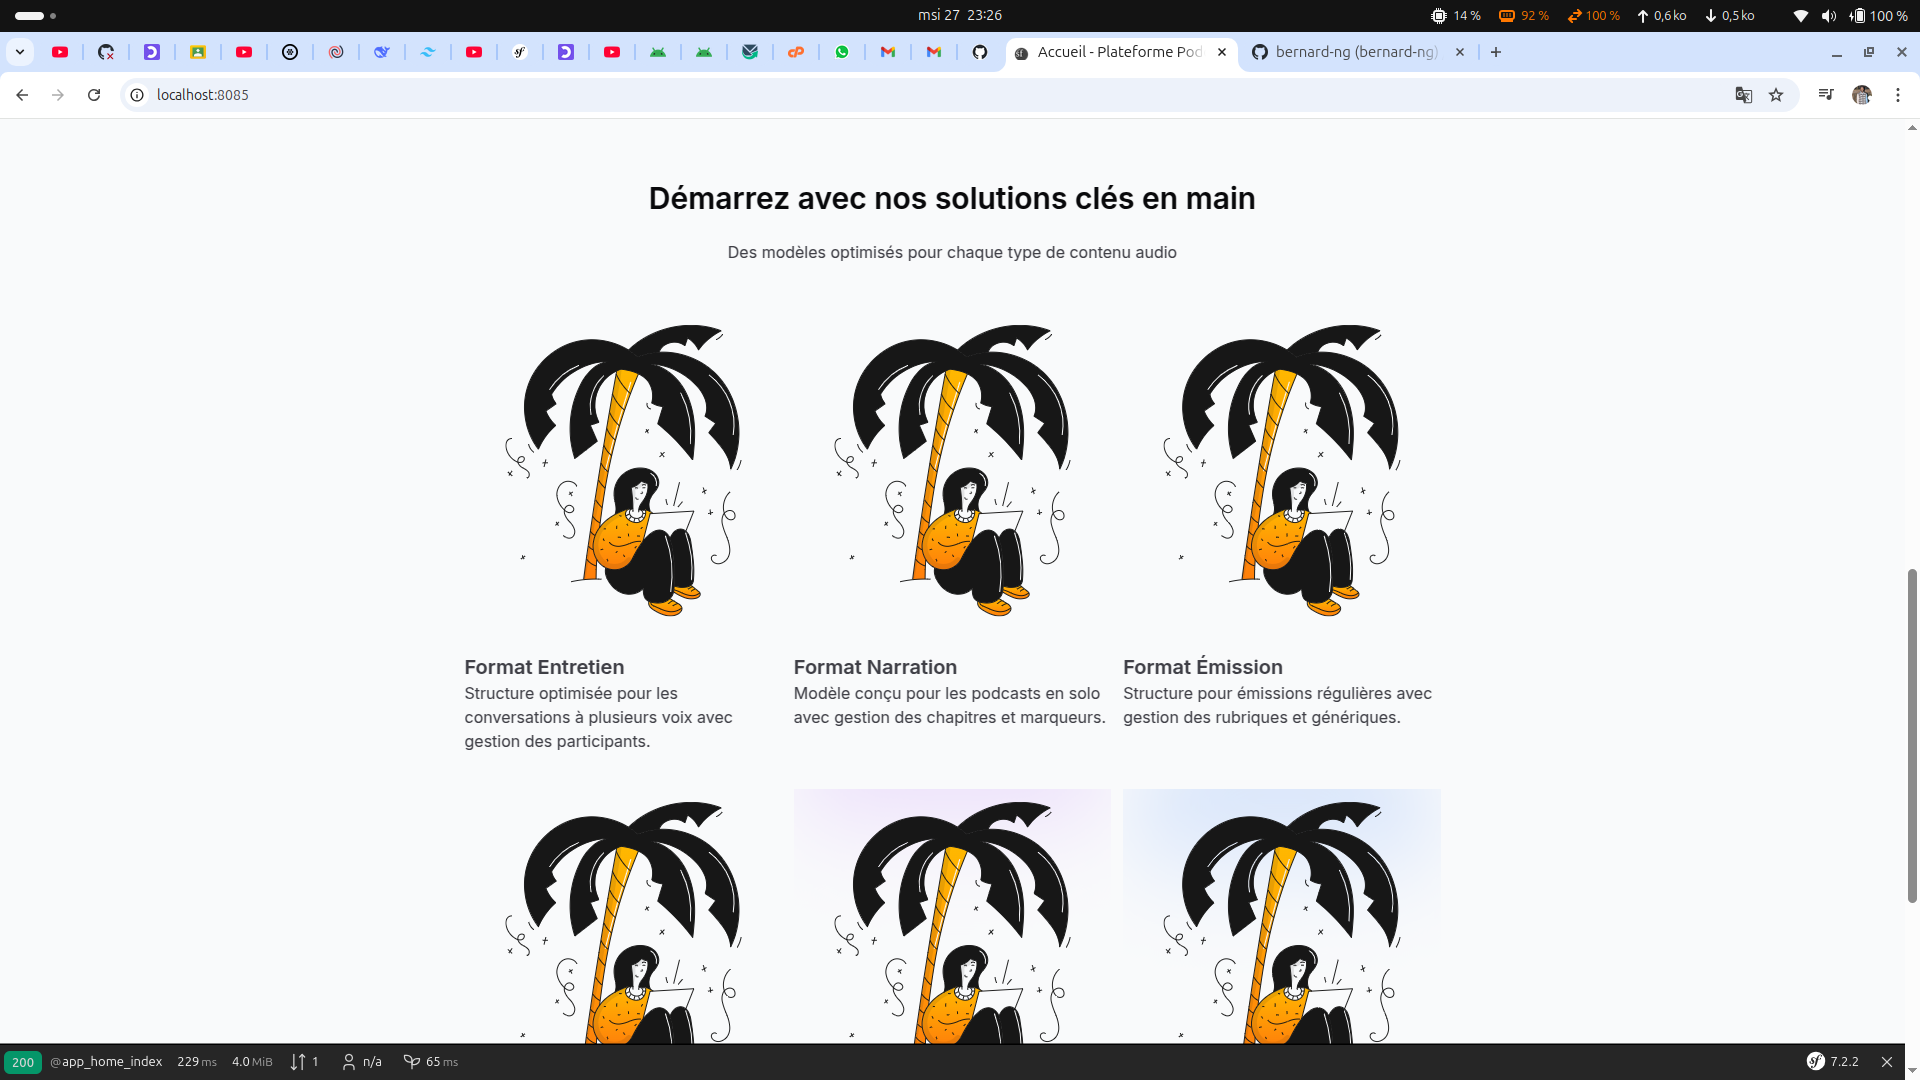 msi 27 23:26
14 %
92 %
100 %
0,6 ko
0,5 ko
100 %
Accueil - Plateforme Pod
bernard-ng (bernard-ng)
localhost:8085
Démarrez avec nos solutions clés en main
Des modèles optimisés pour chaque type de contenu audio
Format Entretien
Structure optimisée pour les
conversations à plusieurs voix avec
gestion des participants.
Format Narration
Modèle conçu pour les podcasts en solo
avec gestion des chapitres et marqueurs.
Format Émission
Structure pour émissions régulières avec
gestion des rubriques et génériques.
200 @app_home_index 229 ms 4.0 MiB 1 n/a 65 ms
sf 7.2.2